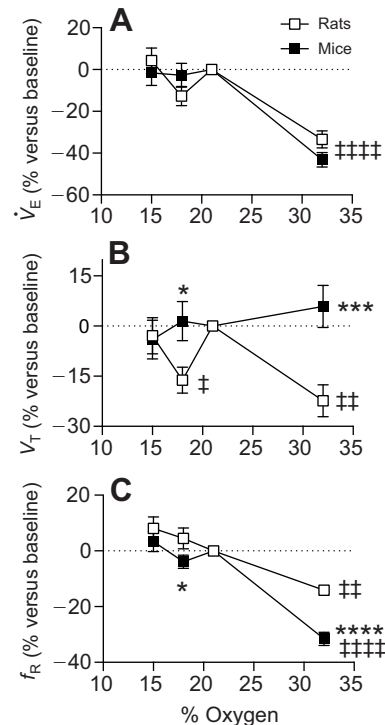 A
Rats
Mice
V̇E (% versus baseline)
20
0
−20
−40
−60
‡‡‡‡
10 15 20 25 30 35
B
VT (% versus baseline)
15
0
−15
−30
*
***
‡
‡‡
10 15 20 25 30 35
C
fR (% versus baseline)
20
0
−20
−40
*
‡‡
****
‡‡‡‡
10 15 20 25 30 35
% Oxygen